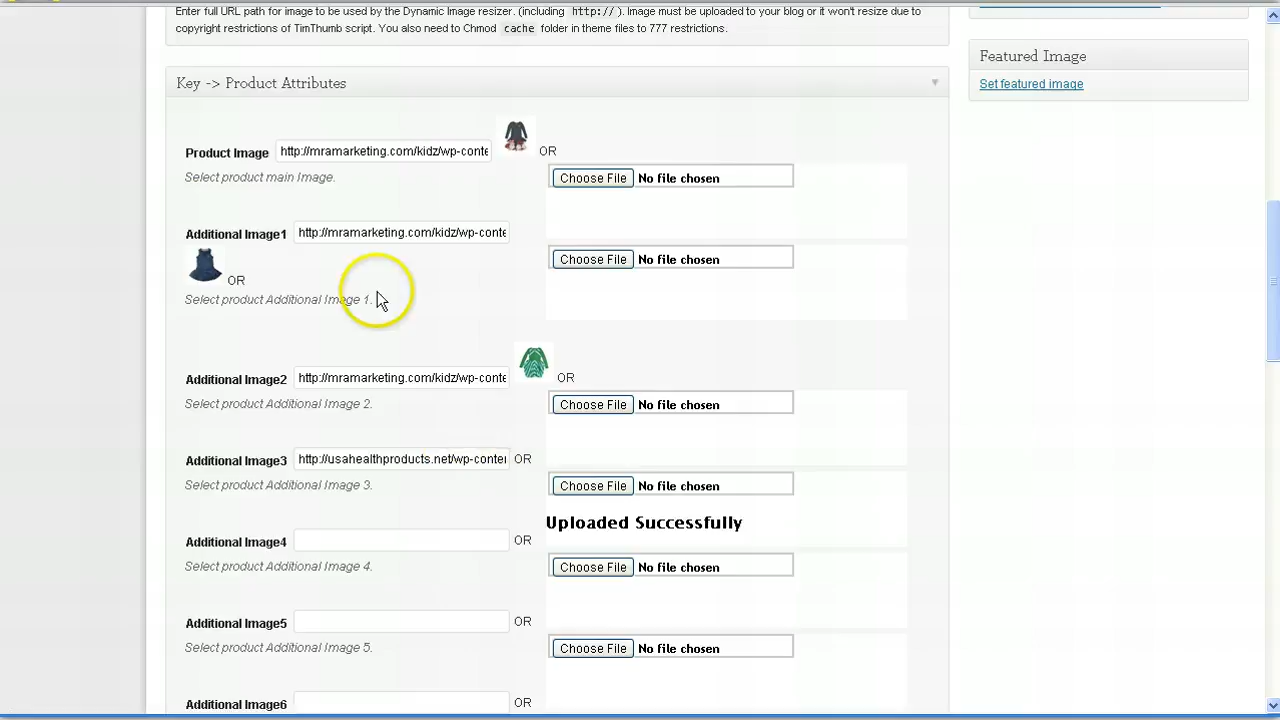 Enter full URL path for image to be used by the Dynamic Image resizer. (including http:// ). Image must be uploaded to your blog or it won't resize due to
copyright restrictions of TimThumb script. You also need to Chmod cache folder in theme files to 777 restrictions.
Featured Image
Set featured image
Key -> Product Attributes
Product Image http://mramarketing.com/kidz/wp-conte OR
Select product main Image.
Choose File No file chosen
Additional Image1 http://mramarketing.com/kidz/wp-conte
Choose File No file chosen
OR
Select product Additional Image 1.
Additional Image2 http://mramarketing.com/kidz/wp-conte OR
Select product Additional Image 2.
Choose File No file chosen
Additional Image3 http://usahealthproducts.net/wp-conter OR
Select product Additional Image 3.
Choose File No file chosen
Uploaded Successfully
Additional Image4 OR
Select product Additional Image 4.
Choose File No file chosen
Additional Image5 OR
Select product Additional Image 5.
Choose File No file chosen
Additional Image6 OR